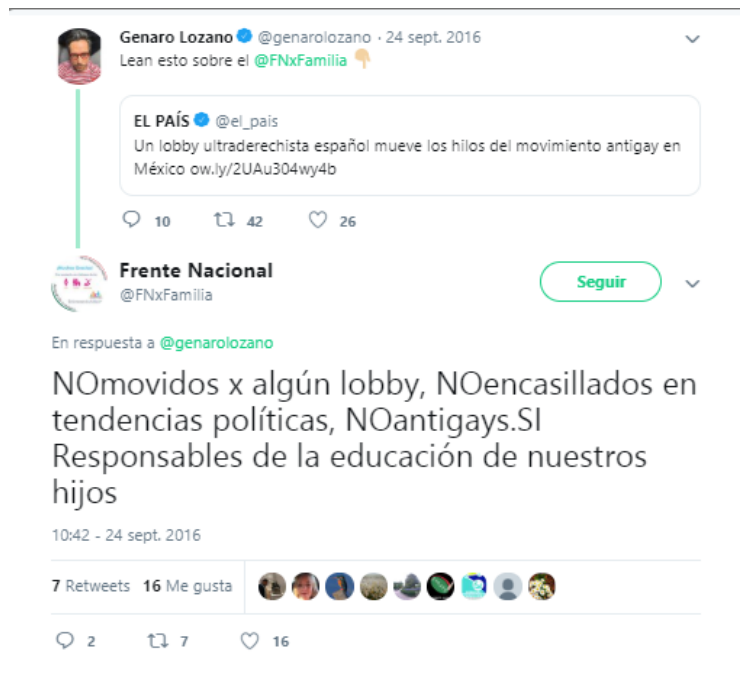 Genaro Lozano @genarolozano · 24 sept. 2016
Lean esto sobre el @FNxFamilia
EL PAÍS @el_pais
Un lobby ultraderechista español mueve los hilos del movimiento antigay en
México ow.ly/2UAu304wy4b
10 42 26
Frente Nacional
@FNxFamilia
Seguir
En respuesta a @genarolozano
NOmovidos x algún lobby, NOencasillados en
tendencias políticas, NOantigays.SI
Responsables de la educación de nuestros
hijos
10:42 - 24 sept. 2016
7 Retweets 16 Me gusta
2 7 16